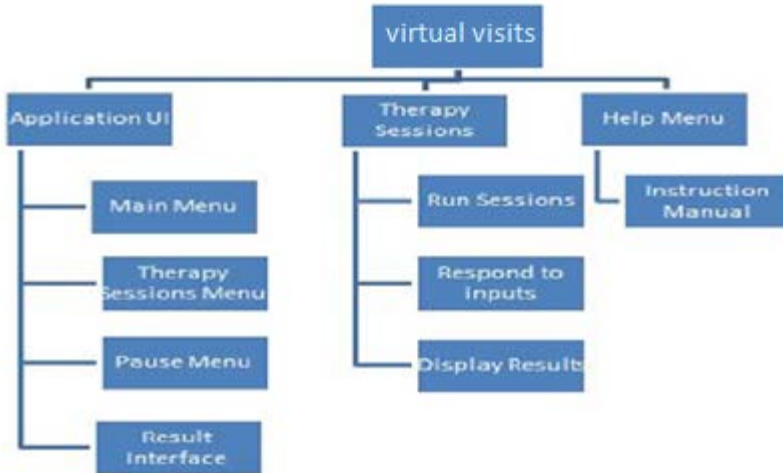 virtual visits
Application UI
Therapy
Sessions
Help Menu
Main Menu
Therapy
Sessions Menu
Pause Menu
Result
Interface
Run Sessions
Respond to
Inputs
Display Results
Instruction
Manual